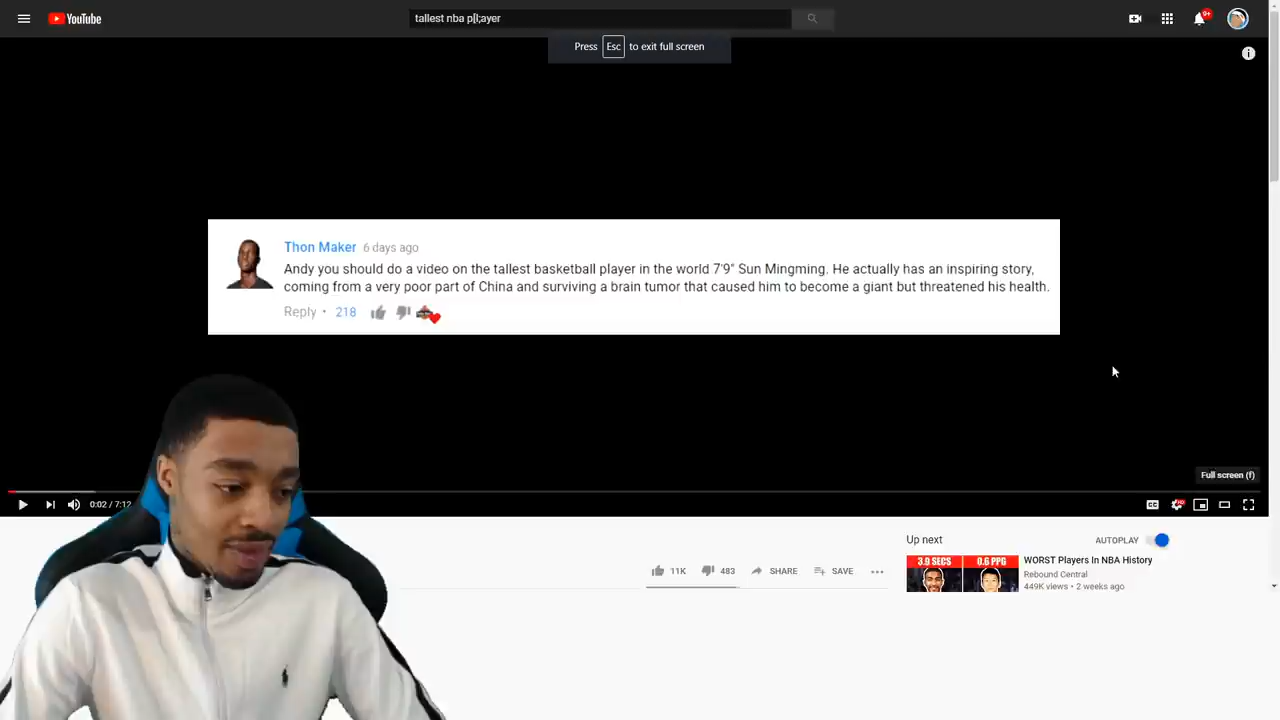 YouTube
tallest nba p[l;ayer
9+
Press Esc to exit full screen
Thon Maker 6 days ago
Andy you should do a video on the tallest basketball player in the world 7'9" Sun Mingming. He actually has an inspiring story,
coming from a very poor part of China and surviving a brain tumor that caused him to become a giant but threatened his health.
Reply • 218
Full screen (f)
0:02 / 7:12
CC
HD
Up next
AUTOPLAY
11K
483
SHARE
SAVE
3.9 SECS
0.6 PPG
WORST Players In NBA History
Rebound Central
449K views • 2 weeks ago